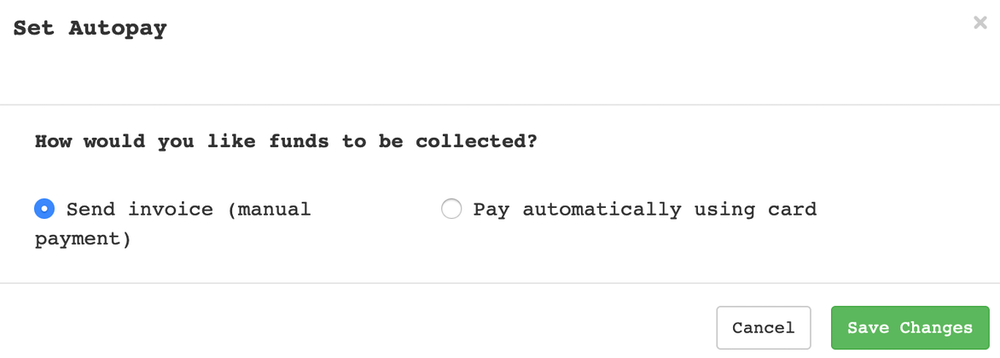 Set Autopay
×
How would you like funds to be collected?
Send invoice (manual
payment)
Pay automatically using card
Cancel
Save Changes